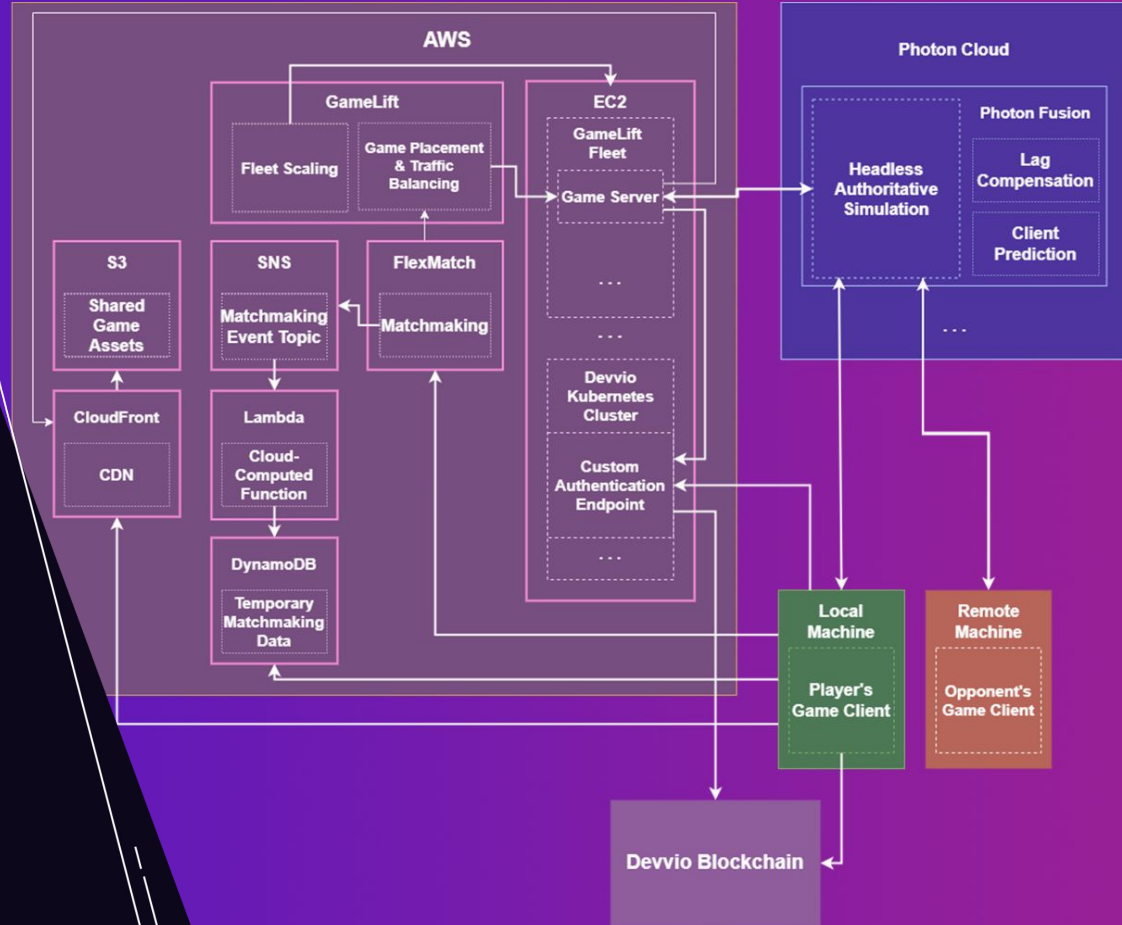 AWS
Photon Cloud
GameLift
Fleet Scaling
Game Placement
& Traffic
Balancing
EC2
GameLift
Fleet
Game Server
...
...
Devvio
Kubernetes
Cluster
Custom
Authentication
Endpoint
...
Photon Fusion
Headless
Authoritative
Simulation
Lag
Compensation
Client
Prediction
...
S3
Shared
Game
Assets
SNS
Matchmaking
Event Topic
FlexMatch
Matchmaking
CloudFront
CDN
Lambda
Cloud-
Computed
Function
DynamoDB
Temporary
Matchmaking
Data
Local
Machine
Player's
Game Client
Remote
Machine
Opponent's
Game Client
Devvio Blockchain